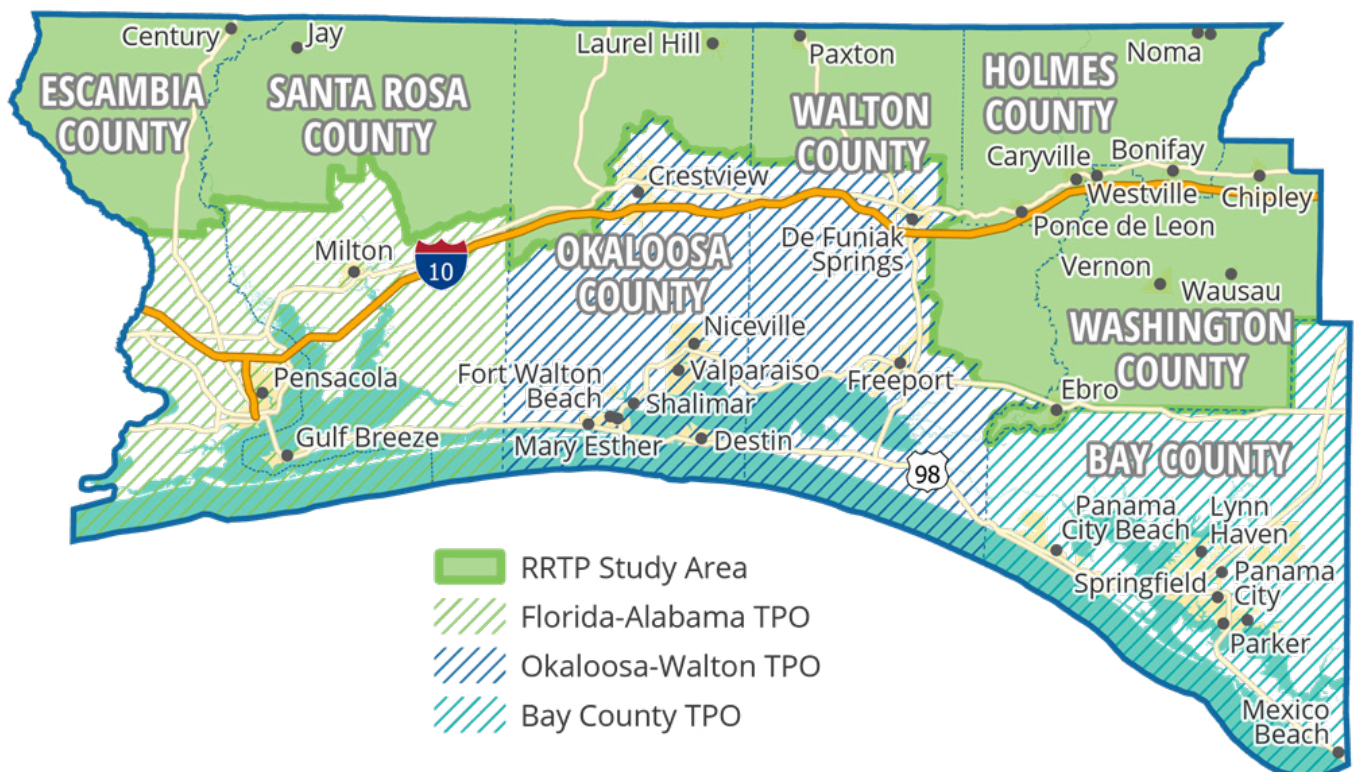 Century
Jay
Laurel Hill
Paxton
Noma
ESCAMBIA
COUNTY
SANTA ROSA
COUNTY
WALTON
COUNTY
HOLMES
COUNTY
Caryville
Bonifay
Westville
Chipley
Crestview
Ponce de Leon
De Funiak
Springs
OKALOOSA
COUNTY
Milton
10
Vernon
Wausau
WASHINGTON
COUNTY
Niceville
Valparaiso
Fort Walton
Beach
Shalimar
Freeport
Ebro
Pensacola
Gulf Breeze
Mary Esther
Destin
98
BAY COUNTY
Panama
City Beach
Lynn
Haven
Springfield
Panama
City
Parker
Mexico
Beach
RRTP Study Area
Florida-Alabama TPO
Okaloosa-Walton TPO
Bay County TPO